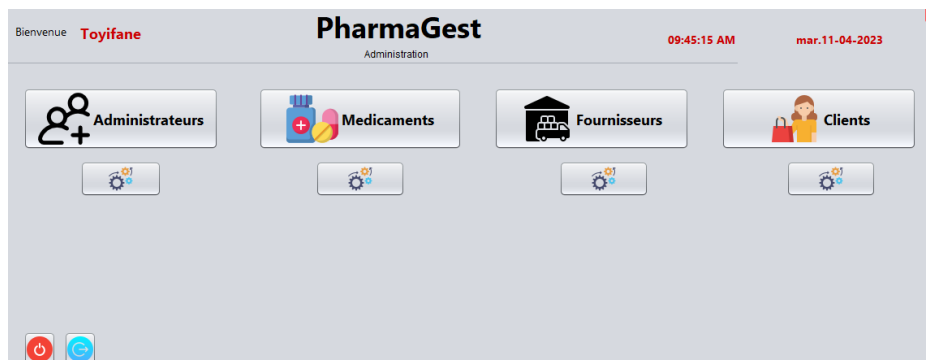 Bienvenue Toyifane
PharmaGest
Administration
09:45:15 AM
mar.11-04-2023
Administrateurs
Medicaments
Fournisseurs
Clients